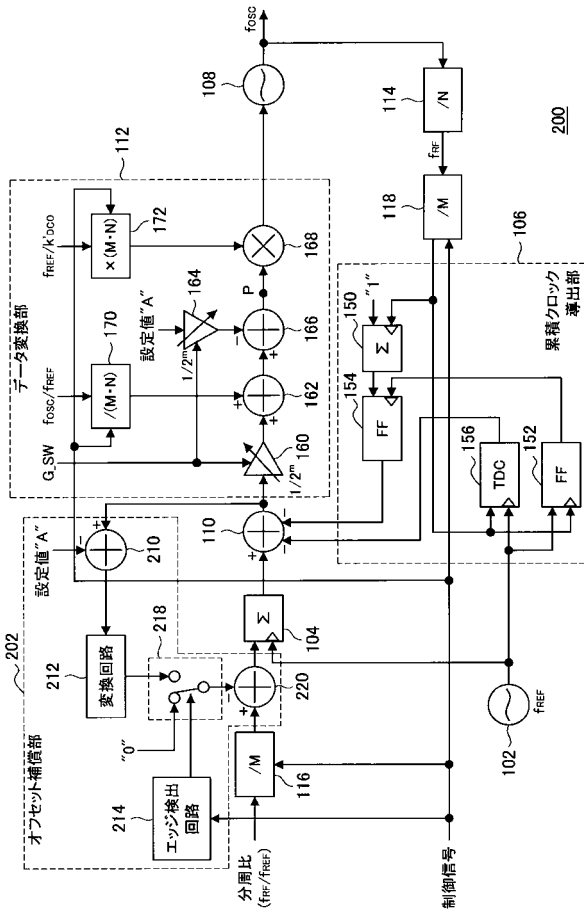 200
202
オフセット補償部
設定値"A"
210
212
変換回路
218
"0"
214
エッジ検出
回路
220
分周比
(fRF/fREF)
/M
116
制御信号
Σ
104
110
112
データ変換部
G_SW
fOSC/fREF
/(M・N)
170
fREF/k'DCO
×(M・N)
172
1/2^m
160
162
設定値"A"
1/2^m
164
166
P
168
108
fOSC
/N
114
fRF
/M
118
106
累積クロック
導出部
"1"
150
Σ
154
FF
156
TDC
152
FF
102
fREF
+
-
+
+
-
+
+
-
-
-
+